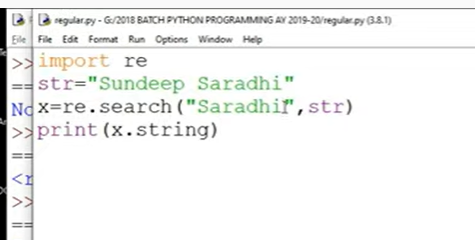 regular.py - G:/2018 BATCH PYTHON PROGRAMMING AY 2019-20/regular.py (3.8.1)
File File Edit Format Run Options Window Help
>> import re
== str="Sundeep Saradhi"
x=re.search("Saradhi",str)
>> print(x.string)
==
<r
>>
==